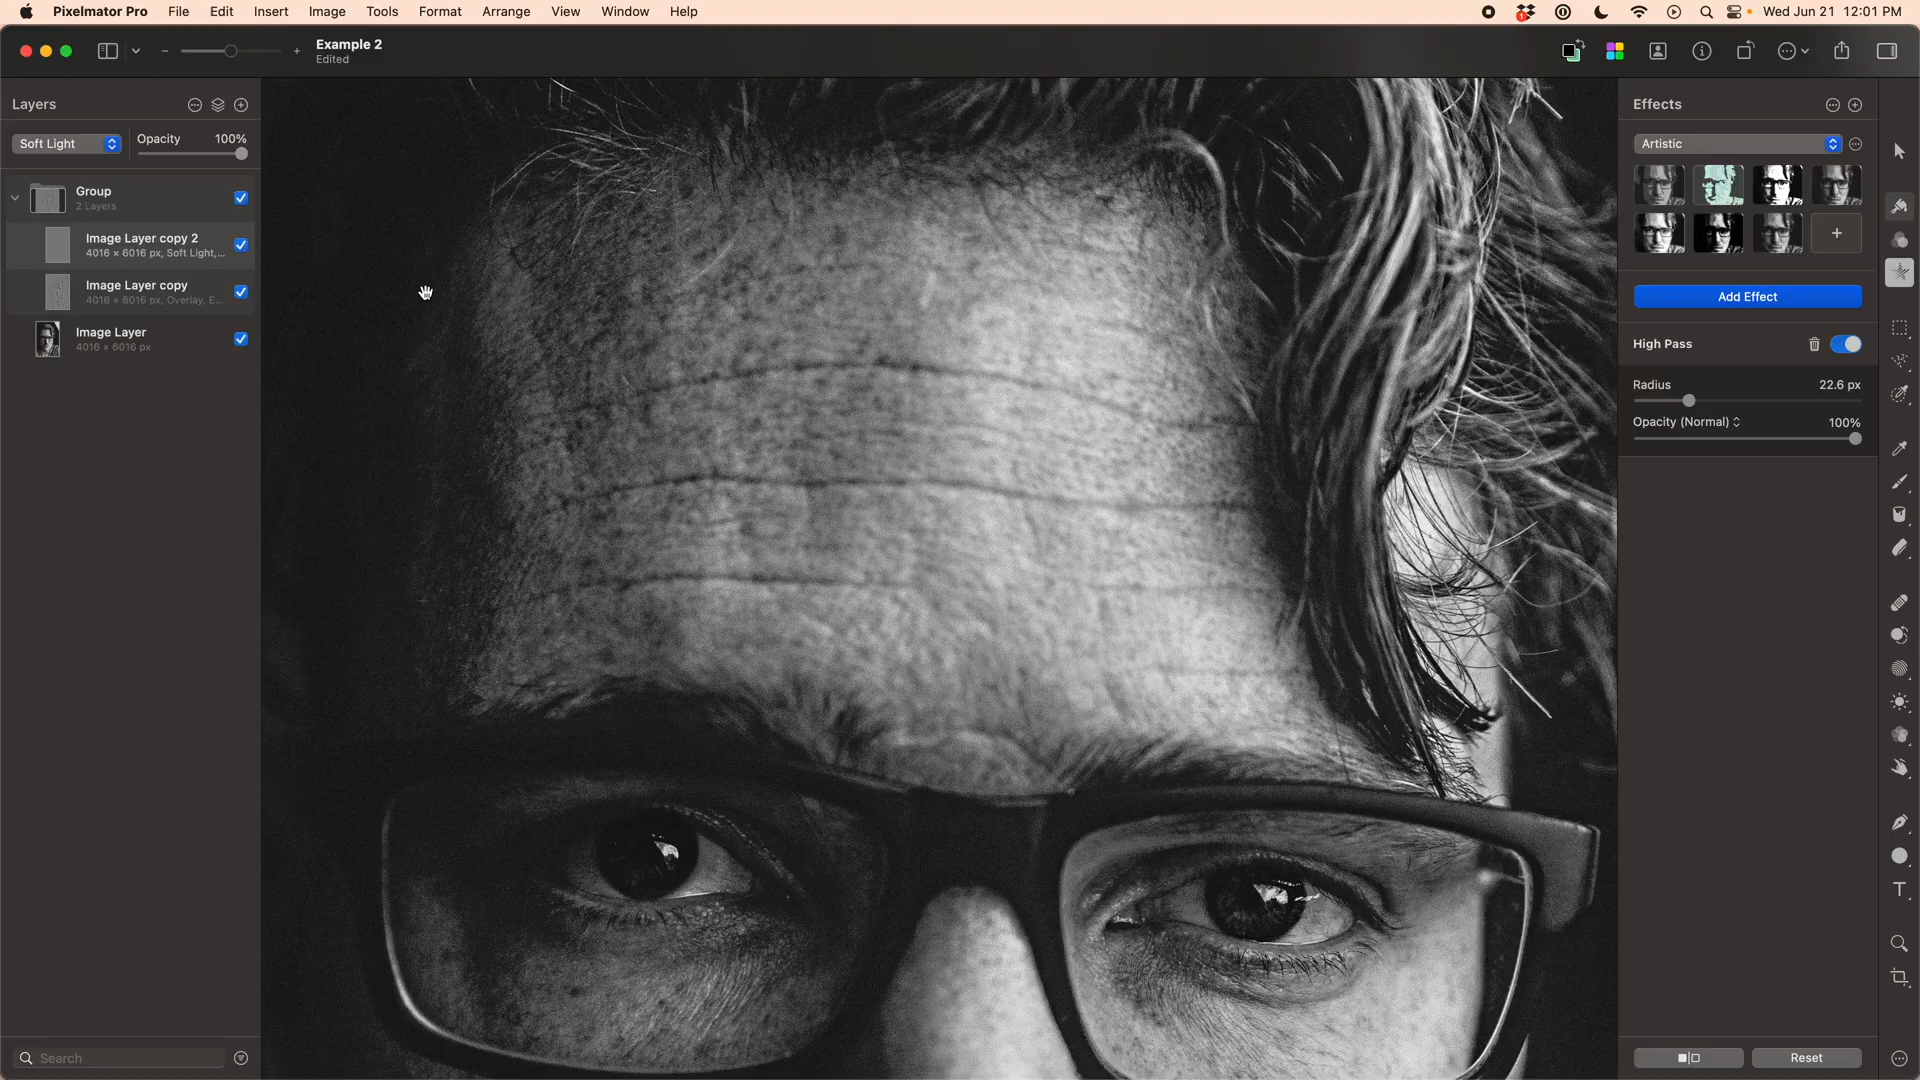 Pixelmator Pro File Edit Insert Image Tools Format Arrange View Window Help
1
Wed Jun 21 12:01 PM
Example 2
Edited
Layers
Soft Light
Opacity 100%
Group
2 Layers
Image Layer copy 2
4016 × 6016 px, Soft Light,...
Image Layer copy
4016 × 6016 px, Overlay, E...
Image Layer
4016 × 6016 px
Search
Effects
Artistic
Add Effect
High Pass
Radius 22.6 px
Opacity (Normal) 100%
Reset